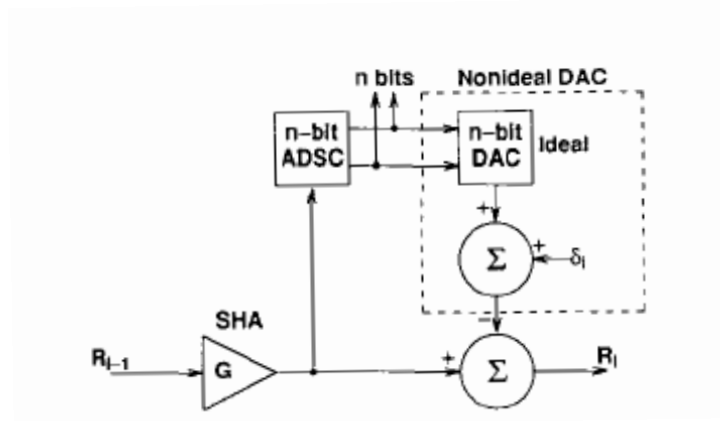 n bits
Nonideal DAC
n-bit
ADSC
n-bit
DAC
Ideal
+
Σ
+
δi
−
SHA
Ri–1
G
+
Σ
Ri